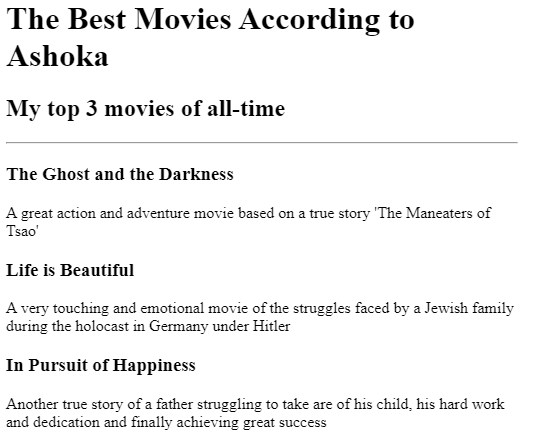 The Best Movies According to
Ashoka
My top 3 movies of all-time
The Ghost and the Darkness
A great action and adventure movie based on a true story 'The Maneaters of
Tsao'
Life is Beautiful
A very touching and emotional movie of the struggles faced by a Jewish family
during the holocast in Germany under Hitler
In Pursuit of Happiness
Another true story of a father struggling to take are of his child, his hard work
and dedication and finally achieving great success